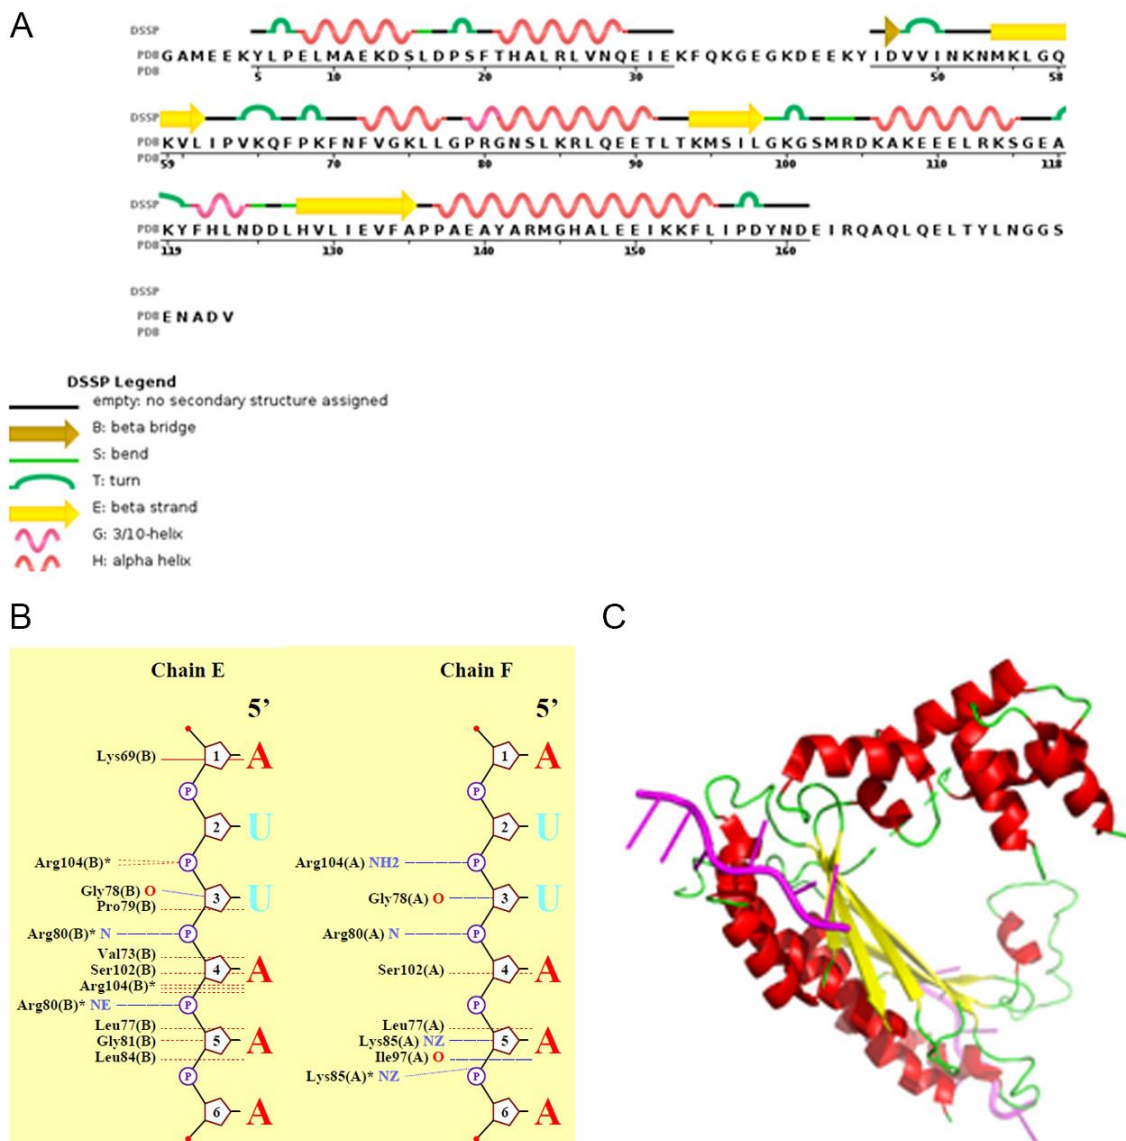 A
DSSP
PDB GAMEEKYLPELMAEKDSLDPSFTHALRLVNQEIEKFQKGEGKDEEKYIDVVINKNMKLGQ
PDB 5 10 20 30 50 58
DSSP
PDB KVLIPVKQFPKFNFVGKLLGPRGNSLKRLQEETLTKMSILGKGSMRDKAKEEELRKSGEA
PDB 59 70 80 90 100 110 118
DSSP
PDB KYFHLNDDLHVLIEVFAPPAEAYARMGHALEEIKKFLIPDYNDEIRQAQLQELTYLNGGS
PDB 119 130 140 150 160
DSSP
PDB ENADV
PDB
DSSP Legend
empty: no secondary structure assigned
B: beta bridge
S: bend
T: turn
E: beta strand
G: 3/10-helix
H: alpha helix
B
Chain E
5'
Lys69(B) 1 A
P
2 U
Arg104(B)* P
Gly78(B) O 3 U
Pro79(B)
Arg80(B)* N P
Val73(B)
Ser102(B) 4 A
Arg104(B)*
Arg80(B)* NE P
Leu77(B)
Gly81(B) 5 A
Leu84(B)
P
6 A
Chain F
5'
1 A
P
2 U
Arg104(A) NH2 P
Gly78(A) O 3 U
Arg80(A) N P
Ser102(A) 4 A
P
Leu77(A)
Lys85(A) NZ 5 A
Ile97(A) O
Lys85(A)* NZ P
6 A
C